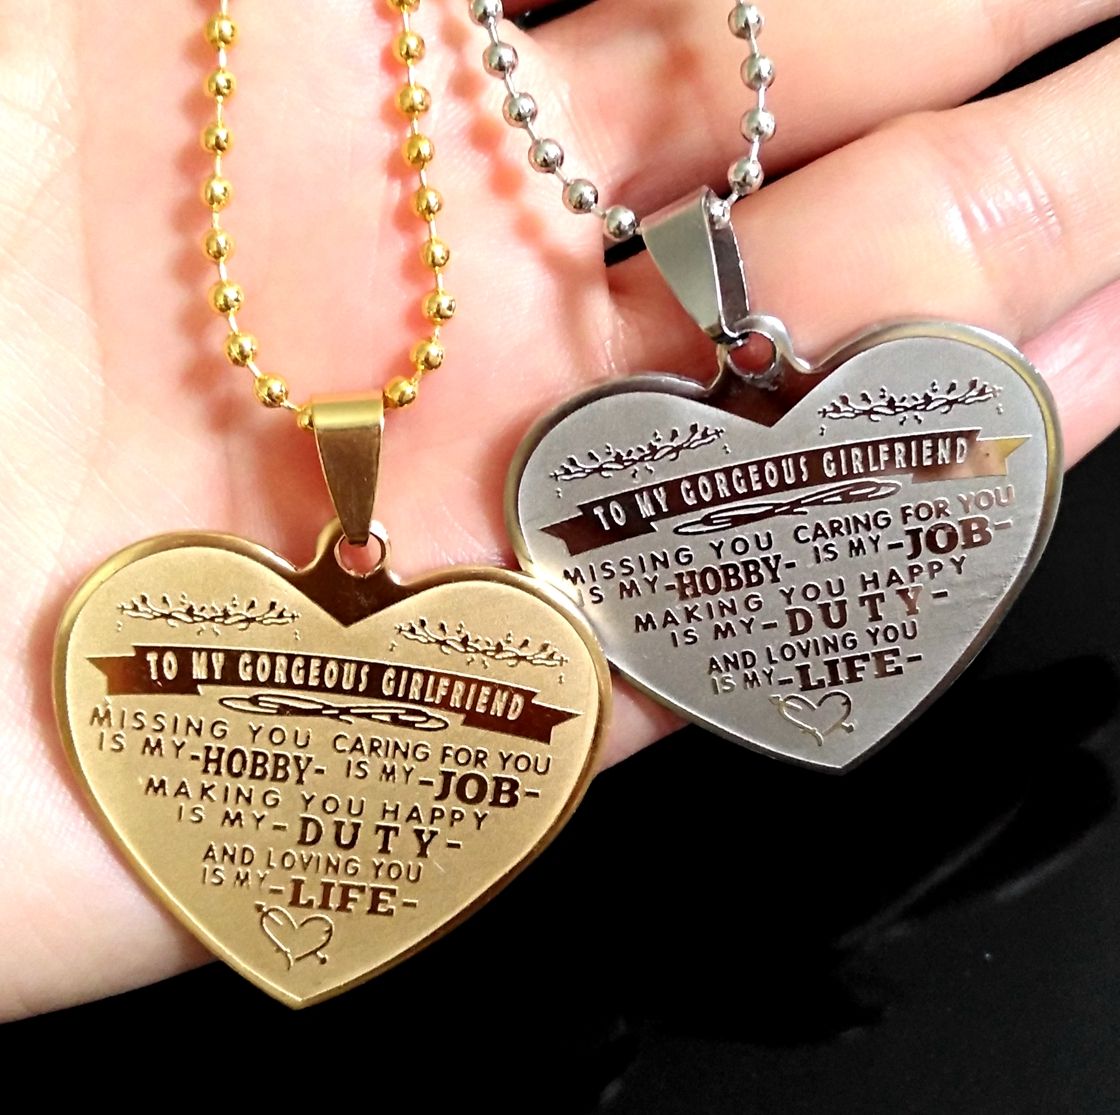 TO MY GORGEOUS GIRLFRIEND
MISSING YOU CARING FOR YOU
IS MY -HOBBY- IS MY -JOB-
MAKING YOU HAPPY
IS MY -DUTY-
AND LOVING YOU
IS MY -LIFE-
TO MY GORGEOUS GIRLFRIEND
MISSING YOU CARING FOR YOU
IS MY -HOBBY- IS MY -JOB-
MAKING YOU HAPPY
IS MY -DUTY-
AND LOVING YOU
IS MY -LIFE-